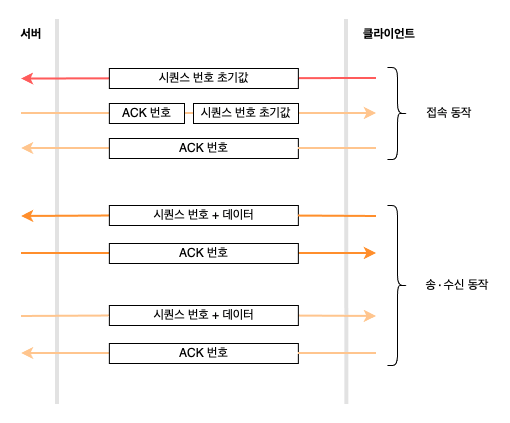 서버
클라이언트
시퀀스 번호 초기값
ACK 번호
시퀀스 번호 초기값
접속 동작
ACK 번호
시퀀스 번호 + 데이터
ACK 번호
송·수신 동작
시퀀스 번호 + 데이터
ACK 번호